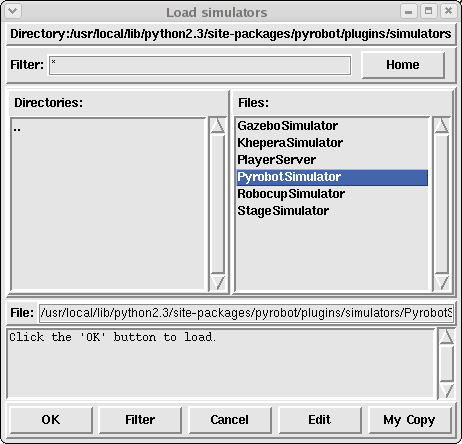 Load simulators
Directory:/usr/local/lib/python2.3/site-packages/pyrobot/plugins/simulators
Filter: *
Home
Directories:
..
Files:
GazeboSimulator
KheperaSimulator
PlayerServer
PyrobotSimulator
RobocupSimulator
StageSimulator
File: /usr/local/lib/python2.3/site-packages/pyrobot/plugins/simulators/PyrobotS
Click the 'OK' button to load.
OK Filter Cancel Edit My Copy